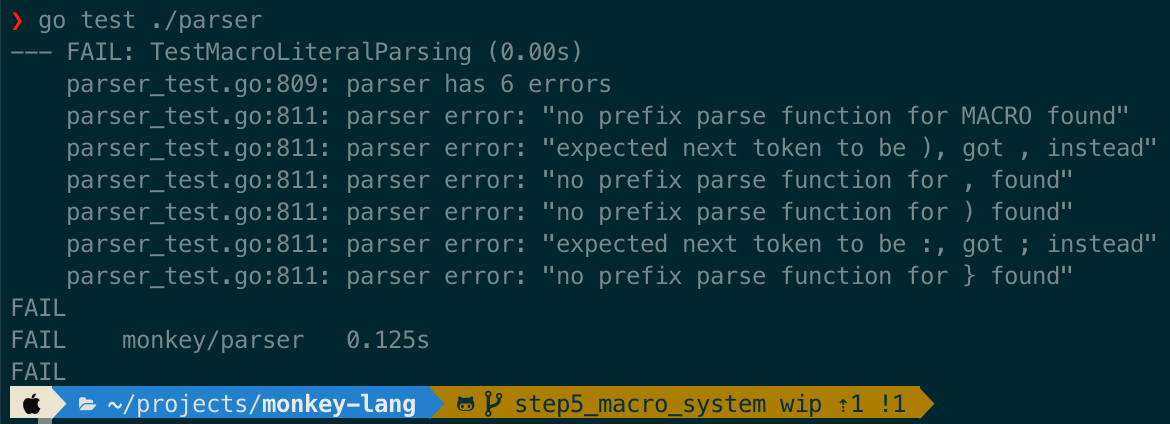 ❯ go test ./parser
--- FAIL: TestMacroLiteralParsing (0.00s)
    parser_test.go:809: parser has 6 errors
    parser_test.go:811: parser error: "no prefix parse function for MACRO found"
    parser_test.go:811: parser error: "expected next token to be ), got , instead"
    parser_test.go:811: parser error: "no prefix parse function for , found"
    parser_test.go:811: parser error: "no prefix parse function for ) found"
    parser_test.go:811: parser error: "expected next token to be :, got ; instead"
    parser_test.go:811: parser error: "no prefix parse function for } found"
FAIL
FAIL    monkey/parser   0.125s
FAIL
~/projects/monkey-lang step5_macro_system wip ⇡1 !1